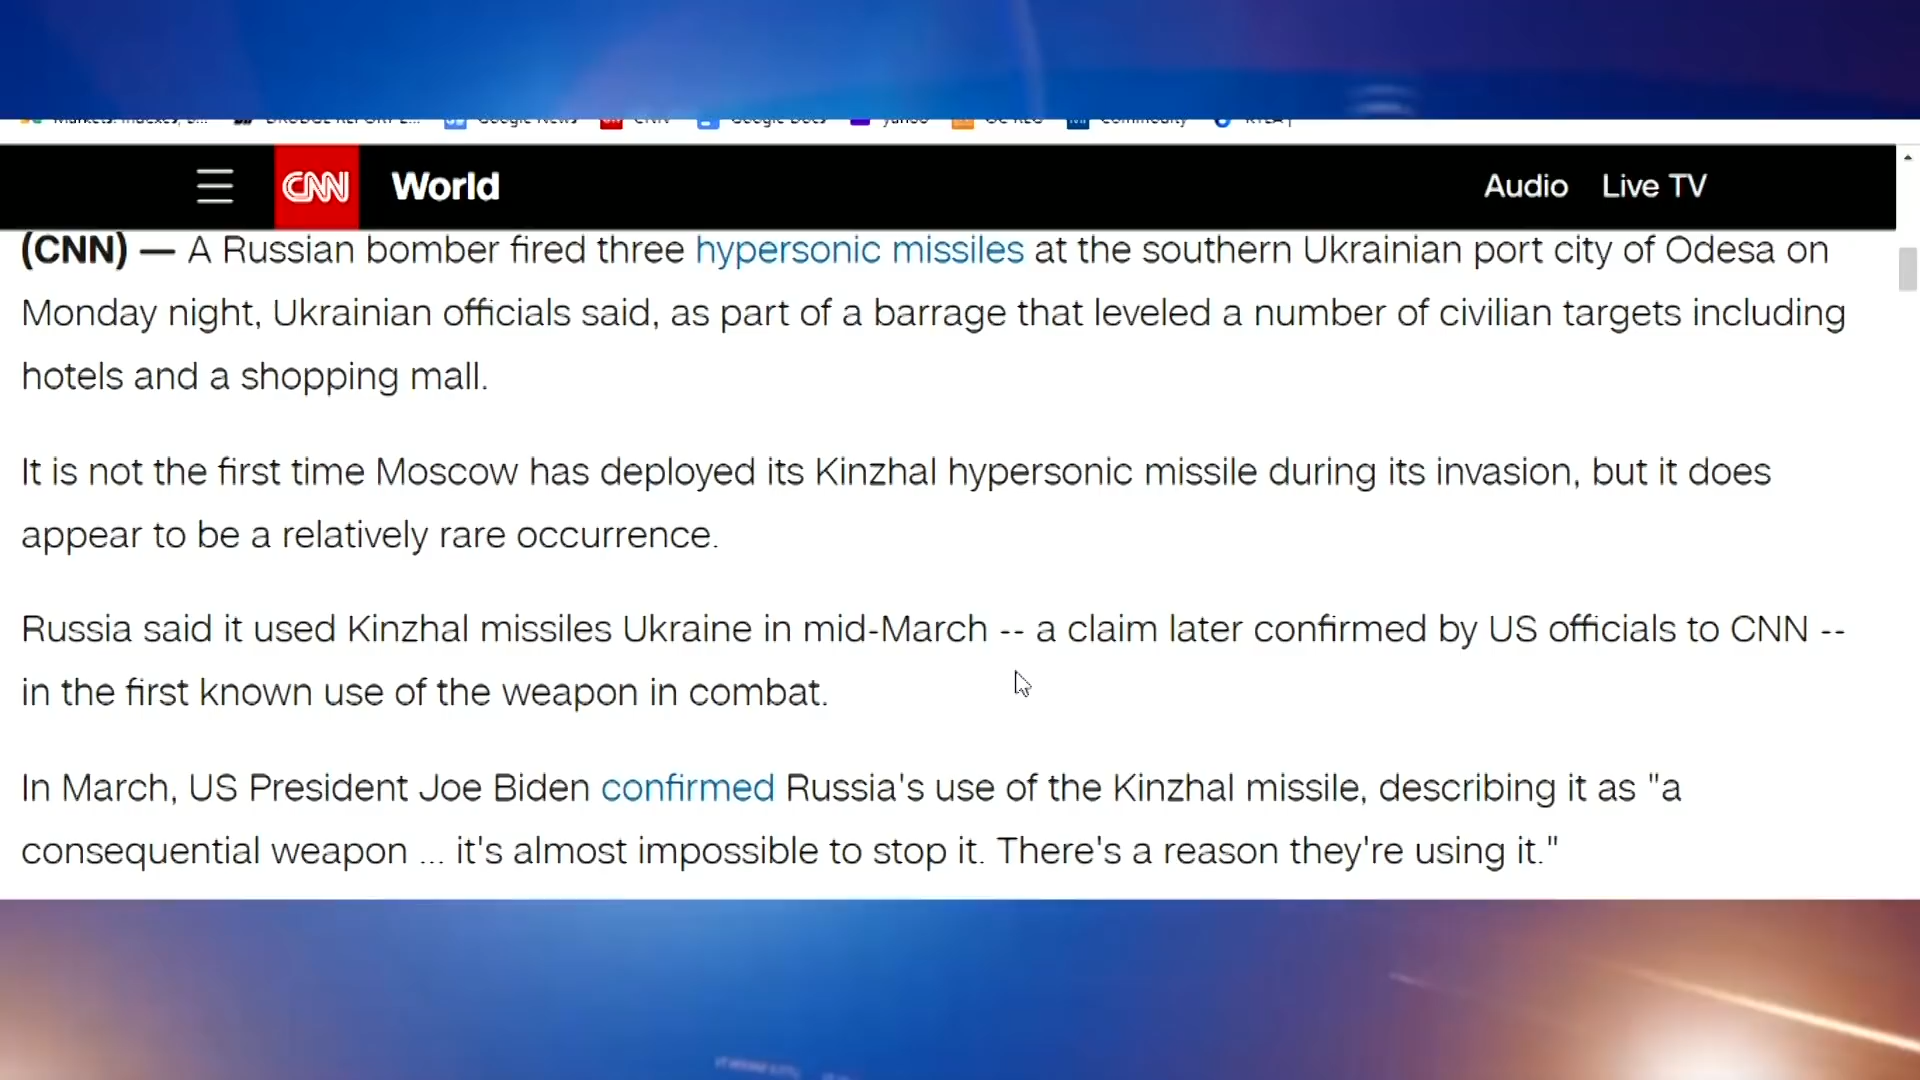 CNN World Audio Live TV
(CNN) — A Russian bomber fired three hypersonic missiles at the southern Ukrainian port city of Odesa on
Monday night, Ukrainian officials said, as part of a barrage that leveled a number of civilian targets including
hotels and a shopping mall.
It is not the first time Moscow has deployed its Kinzhal hypersonic missile during its invasion, but it does
appear to be a relatively rare occurrence.
Russia said it used Kinzhal missiles Ukraine in mid-March -- a claim later confirmed by US officials to CNN --
in the first known use of the weapon in combat.
In March, US President Joe Biden confirmed Russia's use of the Kinzhal missile, describing it as "a
consequential weapon ... it's almost impossible to stop it. There's a reason they're using it."